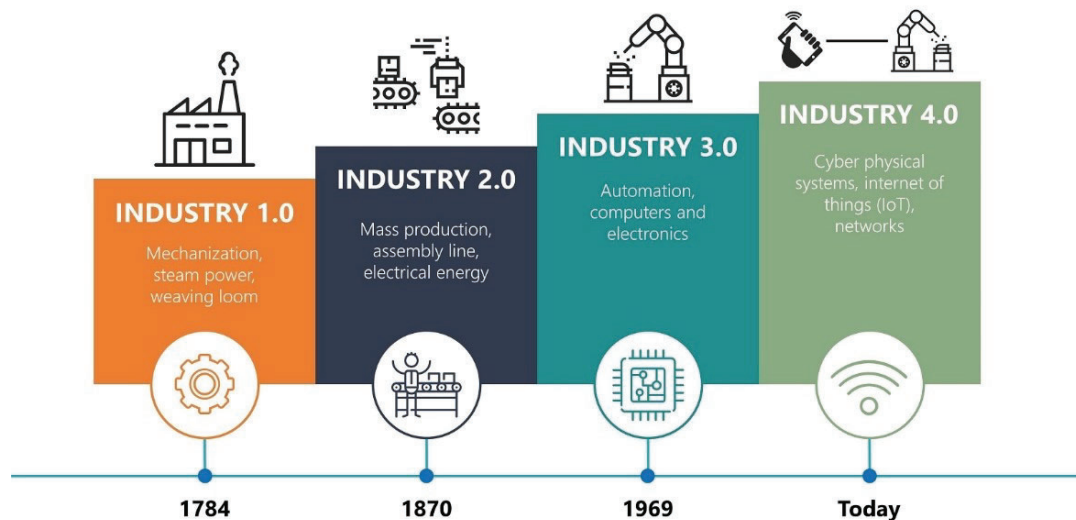 INDUSTRY 1.0
Mechanization,
steam power,
weaving loom
INDUSTRY 2.0
Mass production,
assembly line,
electrical energy
INDUSTRY 3.0
Automation,
computers and
electronics
INDUSTRY 4.0
Cyber physical
systems, internet of
things (IoT),
networks
1784
1870
1969
Today